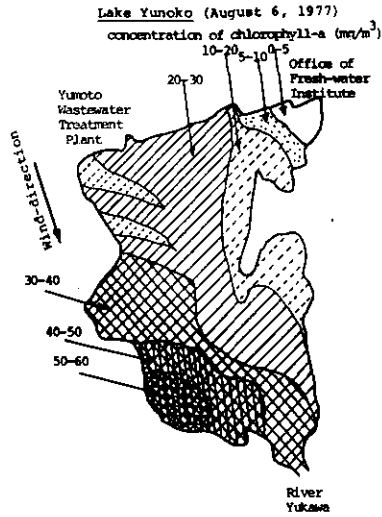 Lake Yunoko (August 6, 1977)
concentration of chlorophyll-a (mg/m³)
10-20
5-10
0-5
20-30
Office of
Fresh-water
Institute
Yumoto
Wastewater
Treatment
Plant
Wind-direction
30-40
40-50
50-60
River
Yukawa